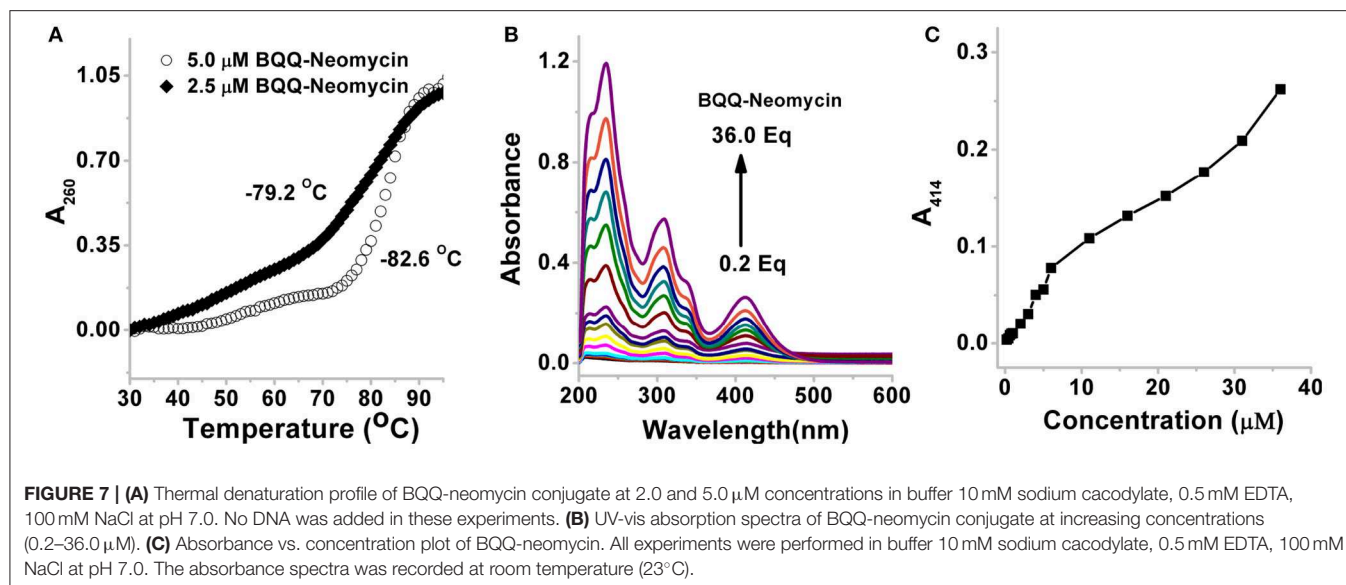 A
○ 5.0 μM BQQ-Neomycin
◆ 2.5 μM BQQ-Neomycin
1.05
0.70
0.35
0.00
A260
-79.2 °C
-82.6 °C
30 40 50 60 70 80 90
Temperature (°C)
B
1.2
0.8
0.4
0.0
Absorbance
BQQ-Neomycin
36.0 Eq
0.2 Eq
200 300 400 500 600
Wavelength(nm)
C
0.3
0.2
0.1
0.0
A414
0 10 20 30 40
Concentration (μM)
FIGURE 7 | (A) Thermal denaturation profile of BQQ-neomycin conjugate at 2.0 and 5.0 μM concentrations in buffer 10 mM sodium cacodylate, 0.5 mM EDTA,
100 mM NaCl at pH 7.0. No DNA was added in these experiments. (B) UV-vis absorption spectra of BQQ-neomycin conjugate at increasing concentrations
(0.2–36.0 μM). (C) Absorbance vs. concentration plot of BQQ-neomycin. All experiments were performed in buffer 10 mM sodium cacodylate, 0.5 mM EDTA, 100 mM
NaCl at pH 7.0. The absorbance spectra was recorded at room temperature (23°C).